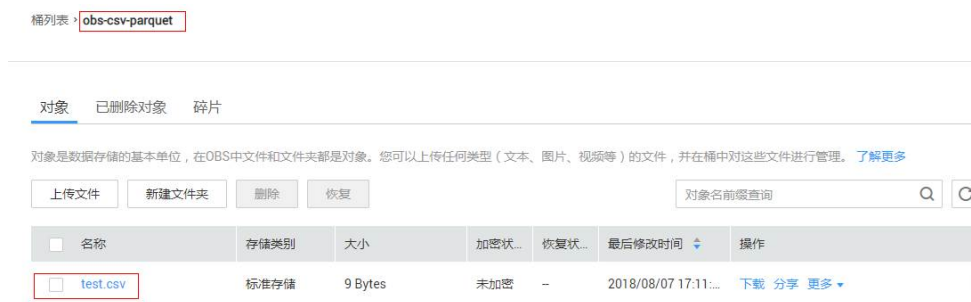 桶列表 › obs-csv-parquet
对象 已删除对象 碎片
对象是数据存储的基本单位，在OBS中文件和文件夹都是对象。您可以上传任何类型（文本、图片、视频等）的文件，并在桶中对这些文件进行管理。 了解更多
上传文件 新建文件夹 删除 恢复 对象名前缀查询
名称 存储类别 大小 加密状... 恢复状... 最后修改时间 操作
test.csv 标准存储 9 Bytes 未加密 -- 2018/08/07 17:11:... 下载 分享 更多